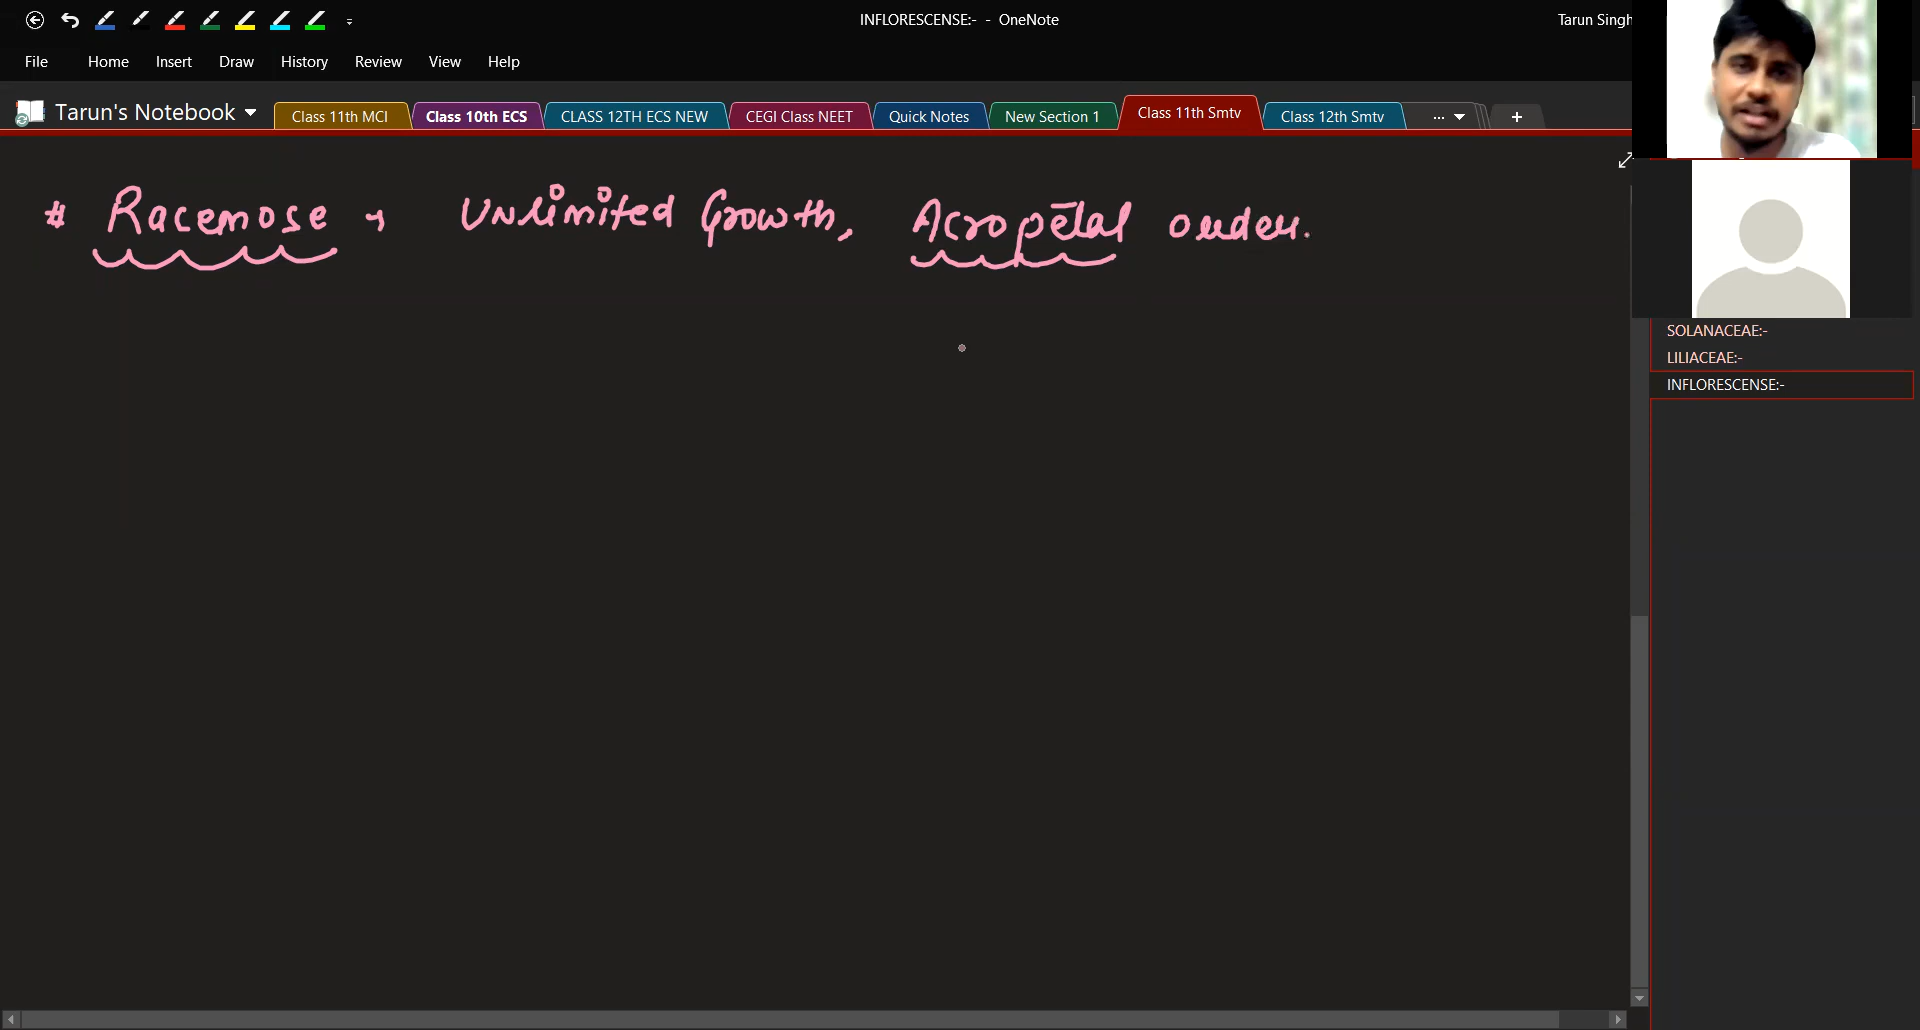 INFLORESCENSE:- - OneNote
Tarun Singh
File Home Insert Draw History Review View Help
Tarun's Notebook
Class 11th MCI Class 10th ECS CLASS 12TH ECS NEW CEGI Class NEET Quick Notes New Section 1 Class 11th Smtv Class 12th Smtv ... +
# Racemose → Unlimited Growth, Acropetal order.
SOLANACEAE:-
LILIACEAE:-
INFLORESCENSE:-